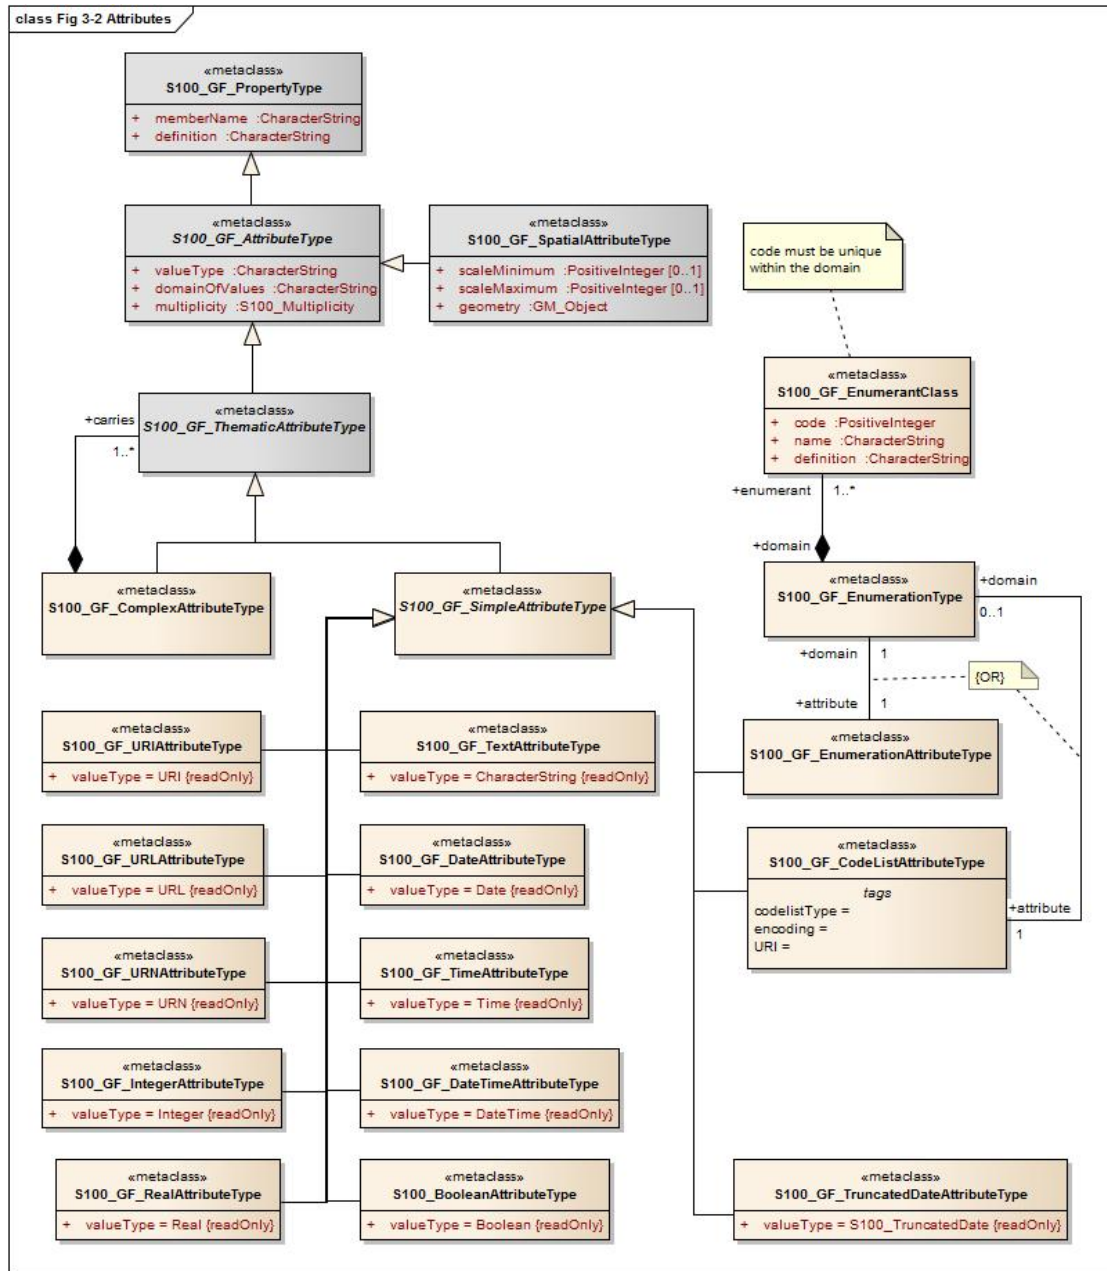 class Fig 3-2 Attributes
«metaclass»
S100_GF_PropertyType
+ memberName :CharacterString
+ definition :CharacterString
«metaclass»
S100_GF_AttributeType
+ valueType :CharacterString
+ domainOfValues :CharacterString
+ multiplicity :S100_Multiplicity
«metaclass»
S100_GF_SpatialAttributeType
+ scaleMinimum :PositiveInteger [0..1]
+ scaleMaximum :PositiveInteger [0..1]
+ geometry :GM_Object
code must be unique
within the domain
«metaclass»
S100_GF_EnumerantClass
+ code :PositiveInteger
+ name :CharacterString
+ definition :CharacterString
+carries
1..*
«metaclass»
S100_GF_ThematicAttributeType
+enumerant
1..*
+domain
«metaclass»
S100_GF_ComplexAttributeType
«metaclass»
S100_GF_SimpleAttributeType
«metaclass»
S100_GF_EnumerationType
+domain
0..1
+domain
1
{OR}
+attribute
1
«metaclass»
S100_GF_URIAttributeType
+ valueType = URI {readOnly}
«metaclass»
S100_GF_TextAttributeType
+ valueType = CharacterString {readOnly}
«metaclass»
S100_GF_EnumerationAttributeType
«metaclass»
S100_GF_URLAttributeType
+ valueType = URL {readOnly}
«metaclass»
S100_GF_DateAttributeType
+ valueType = Date {readOnly}
«metaclass»
S100_GF_CodeListAttributeType
tags
codelistType =
encoding =
URI =
+attribute
1
«metaclass»
S100_GF_URNAttributeType
+ valueType = URN {readOnly}
«metaclass»
S100_GF_TimeAttributeType
+ valueType = Time {readOnly}
«metaclass»
S100_GF_IntegerAttributeType
+ valueType = Integer {readOnly}
«metaclass»
S100_GF_DateTimeAttributeType
+ valueType = DateTime {readOnly}
«metaclass»
S100_GF_RealAttributeType
+ valueType = Real {readOnly}
«metaclass»
S100_BooleanAttributeType
+ valueType = Boolean {readOnly}
«metaclass»
S100_GF_TruncatedDateAttributeType
+ valueType = S100_TruncatedDate {readOnly}